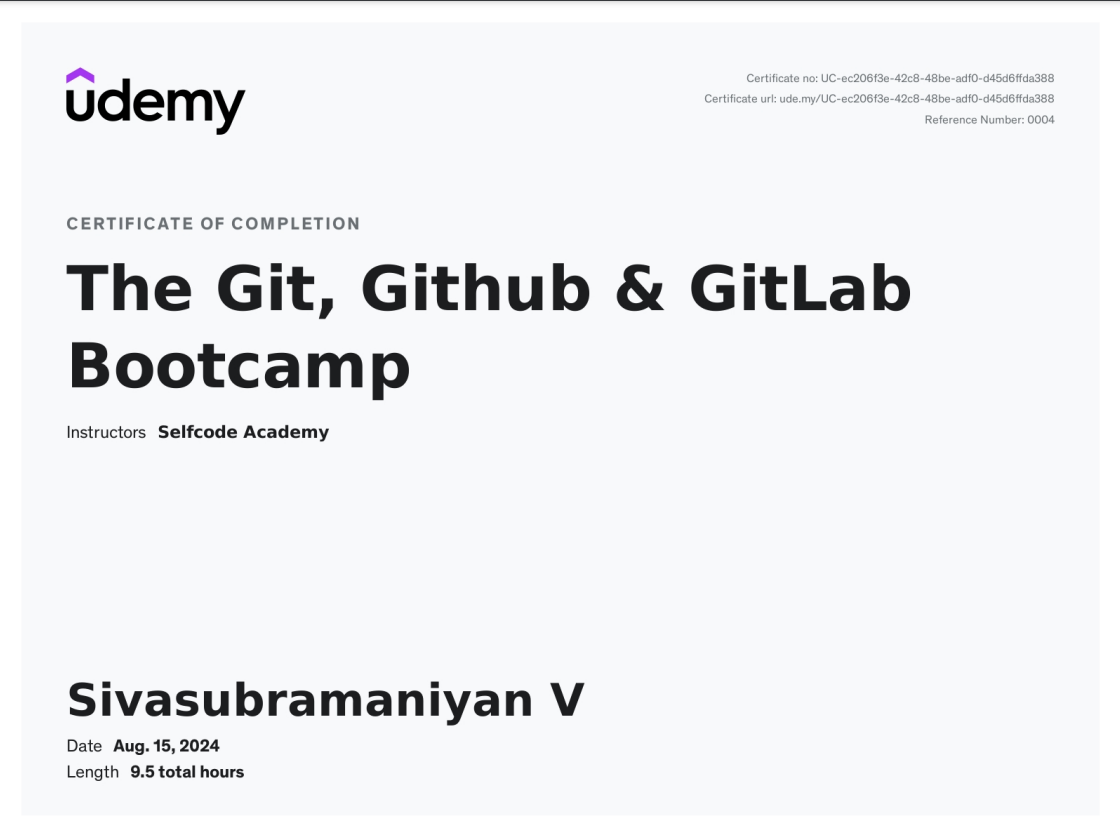 udemy
Certificate no: UC-ec206f3e-42c8-48be-adf0-d45d6ffda388
Certificate url: ude.my/UC-ec206f3e-42c8-48be-adf0-d45d6ffda388
Reference Number: 0004
CERTIFICATE OF COMPLETION
The Git, Github & GitLab
Bootcamp
Instructors Selfcode Academy
Sivasubramaniyan V
Date Aug. 15, 2024
Length 9.5 total hours